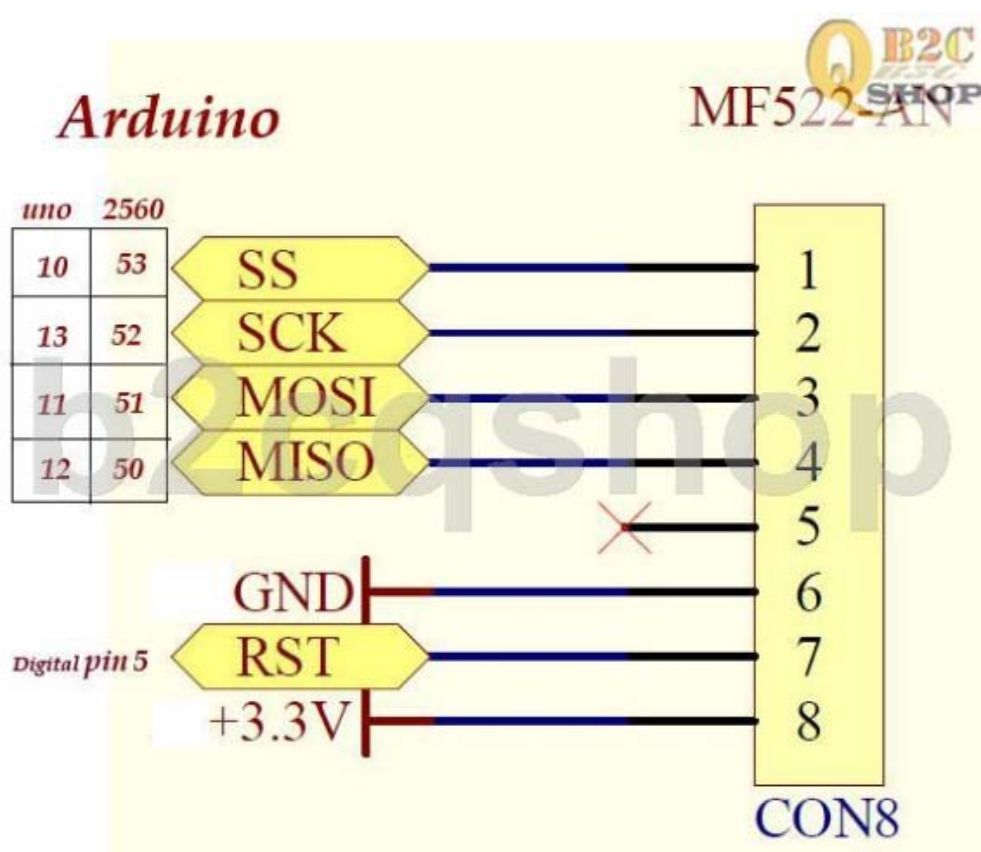 B2C
SHOP
Arduino
MF522-AN
uno 2560
10 53 SS 1
13 52 SCK 2
11 51 MOSI 3
12 50 MISO 4
b2cqshop
5
GND 6
Digital pin 5 RST 7
+3.3V 8
CON8